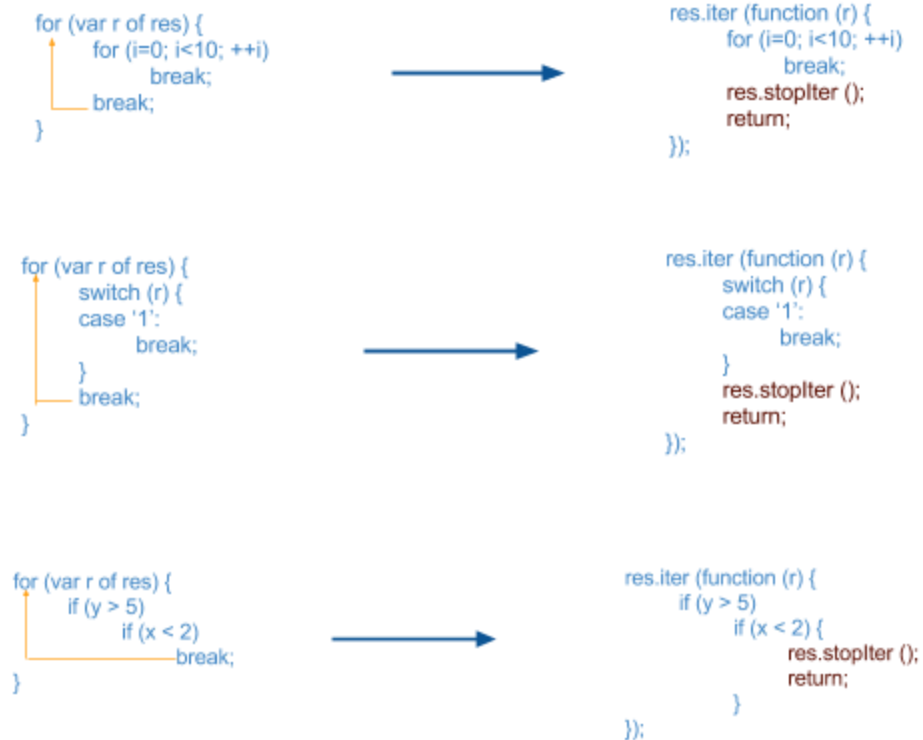 for (var r of res) {
for (i=0; i<10; ++i)
break;
break;
}
res.iter (function (r) {
for (i=0; i<10; ++i)
break;
res.stopIter ();
return;
});
for (var r of res) {
switch (r) {
case ‘1’:
break;
}
break;
}
res.iter (function (r) {
switch (r) {
case ‘1’:
break;
}
res.stopIter ();
return;
});
for (var r of res) {
if (y > 5)
if (x < 2)
break;
}
res.iter (function (r) {
if (y > 5)
if (x < 2) {
res.stopIter ();
return;
}
});